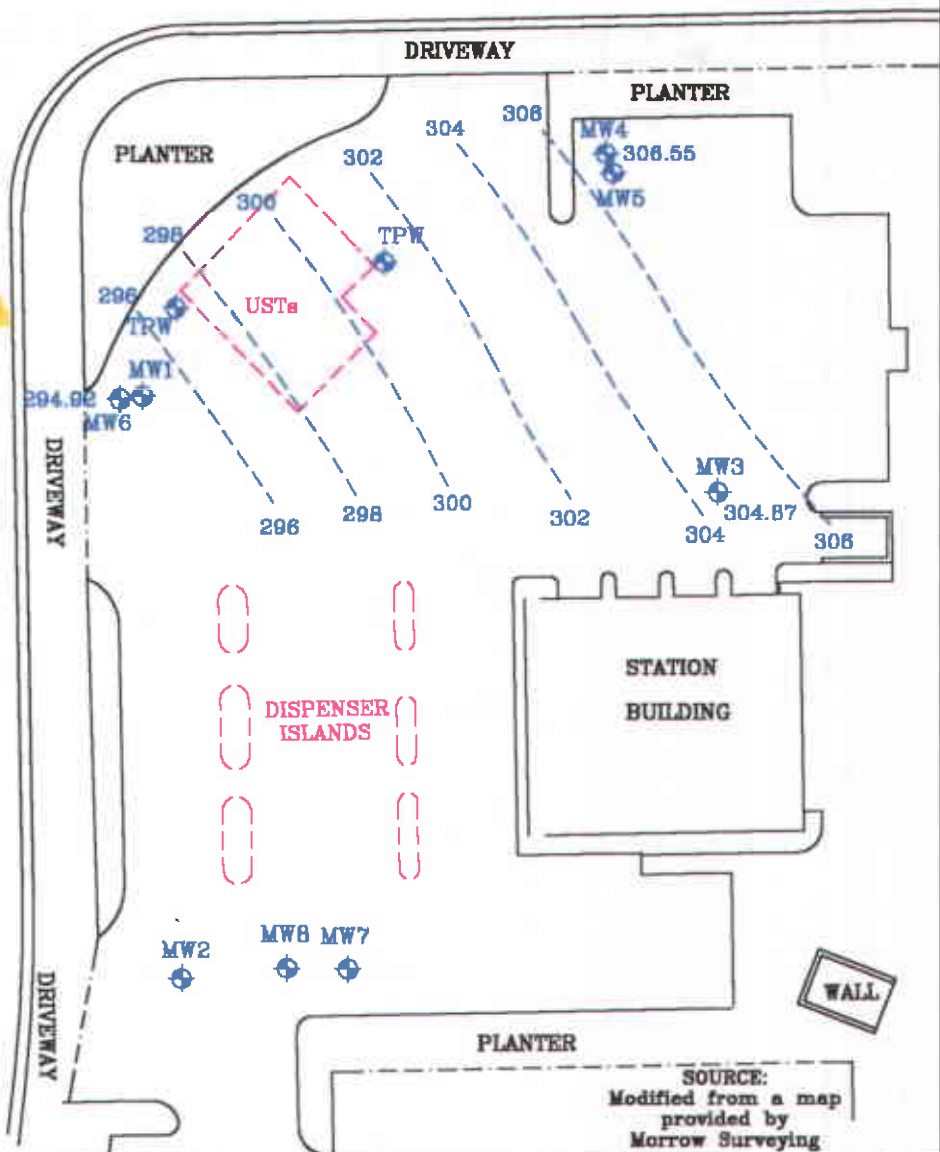 DRIVEWAY
PLANTER
306
304
MW4
306.55
MW5
PLANTER
302
300
298
TPW
296
USTs
TPW
MW1
294.92
MW6
DRIVEWAY
MW3
304.87
296
298
300
302
304
306
STATION
BUILDING
DISPENSER
ISLANDS
MW2
MW8
MW7
WALL
DRIVEWAY
PLANTER
SOURCE:
Modified from a map
provided by
Morrow Surveying